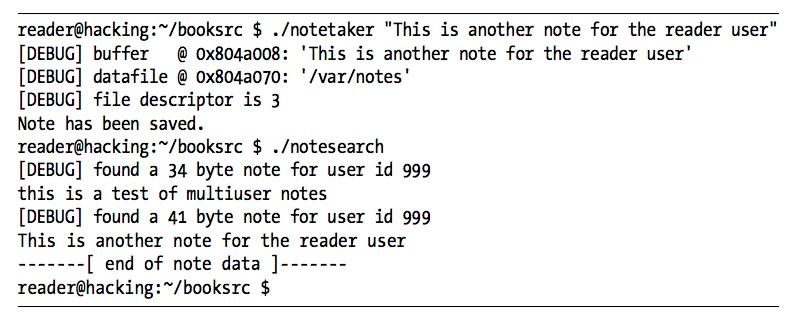 reader@hacking:~/booksrc $ ./notetaker "This is another note for the reader user"
[DEBUG] buffer   @ 0x804a008: 'This is another note for the reader user'
[DEBUG] datafile @ 0x804a070: '/var/notes'
[DEBUG] file descriptor is 3
Note has been saved.
reader@hacking:~/booksrc $ ./notesearch
[DEBUG] found a 34 byte note for user id 999
this is a test of multiuser notes
[DEBUG] found a 41 byte note for user id 999
This is another note for the reader user
-------[ end of note data ]-------
reader@hacking:~/booksrc $